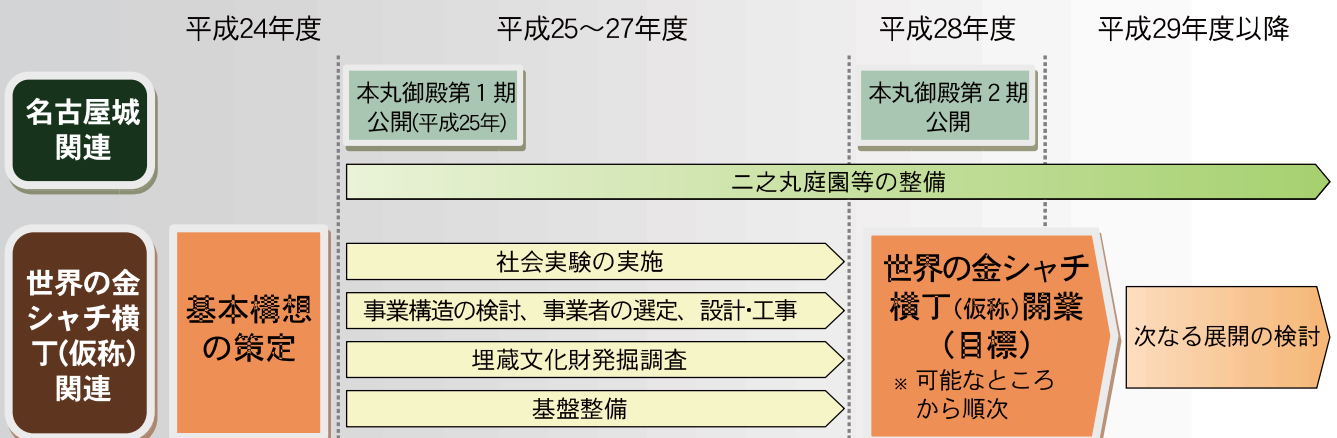 平成24年度
平成25～27年度
平成28年度
平成29年度以降
名古屋城
関連
本丸御殿第１期
公開(平成25年)
本丸御殿第２期
公開
二之丸庭園等の整備
世界の金
シャチ横
丁(仮称)
関連
基本構想
の策定
社会実験の実施
事業構造の検討、事業者の選定、設計・工事
埋蔵文化財発掘調査
基盤整備
世界の金シャチ
横丁(仮称)開業
（目標）
※ 可能なところ
から順次
次なる展開の検討